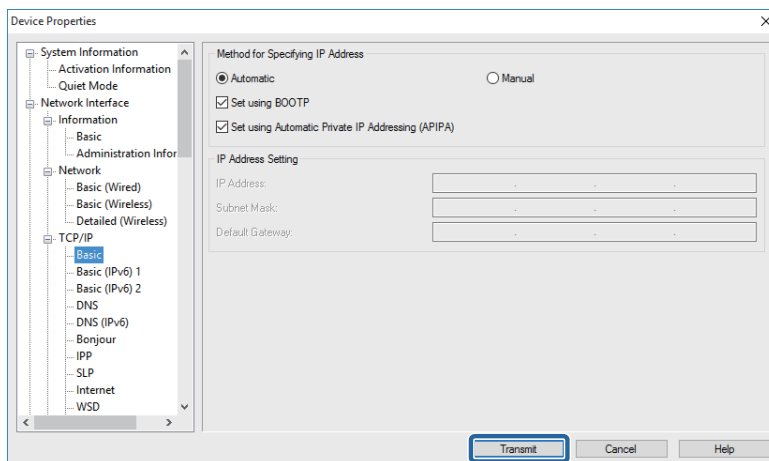 Device Properties
System Information
Activation Information
Quiet Mode
Network Interface
Information
Basic
Administration Infor
Network
Basic (Wired)
Basic (Wireless)
Detailed (Wireless)
TCP/IP
Basic
Basic (IPv6) 1
Basic (IPv6) 2
DNS
DNS (IPv6)
Bonjour
IPP
SLP
Internet
WSD
Method for Specifying IP Address
Automatic
Manual
Set using BOOTP
Set using Automatic Private IP Addressing (APIPA)
IP Address Setting
IP Address:
Subnet Mask:
Default Gateway:
Transmit
Cancel
Help